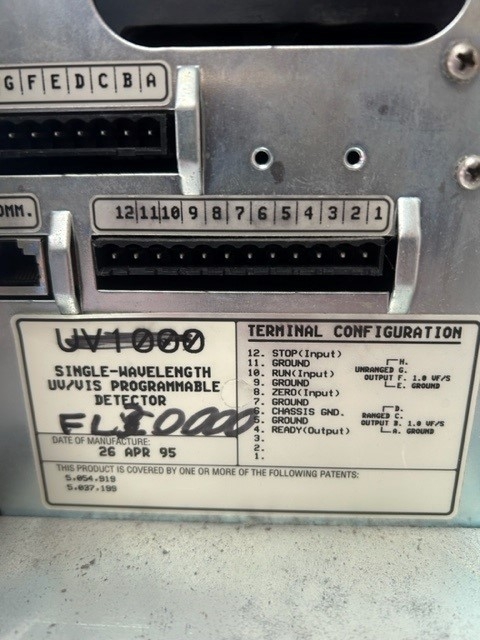 G F E D C B A
OMM.
12 11 10 9 8 7 6 5 4 3 2 1
UV1000
SINGLE-WAVELENGTH
UV/VIS PROGRAMMABLE
DETECTOR
DATE OF MANUFACTURE:
26 APR 95
TERMINAL CONFIGURATION
12. STOP(Input)
11. GROUND
10. RUN(Input)
9. GROUND
8. ZERO(Input)
7. GROUND
6. CHASSIS GND.
5. GROUND
4. READY(Output)
3.
2.
1.
H.
UNRANGED G.
OUTPUT F. 1.0 VF/S
E. GROUND
D.
RANGED C.
OUTPUT B. 1.0 VF/S
A. GROUND
THIS PRODUCT IS COVERED BY ONE OR MORE OF THE FOLLOWING PATENTS:
5,054,919
5,037,199